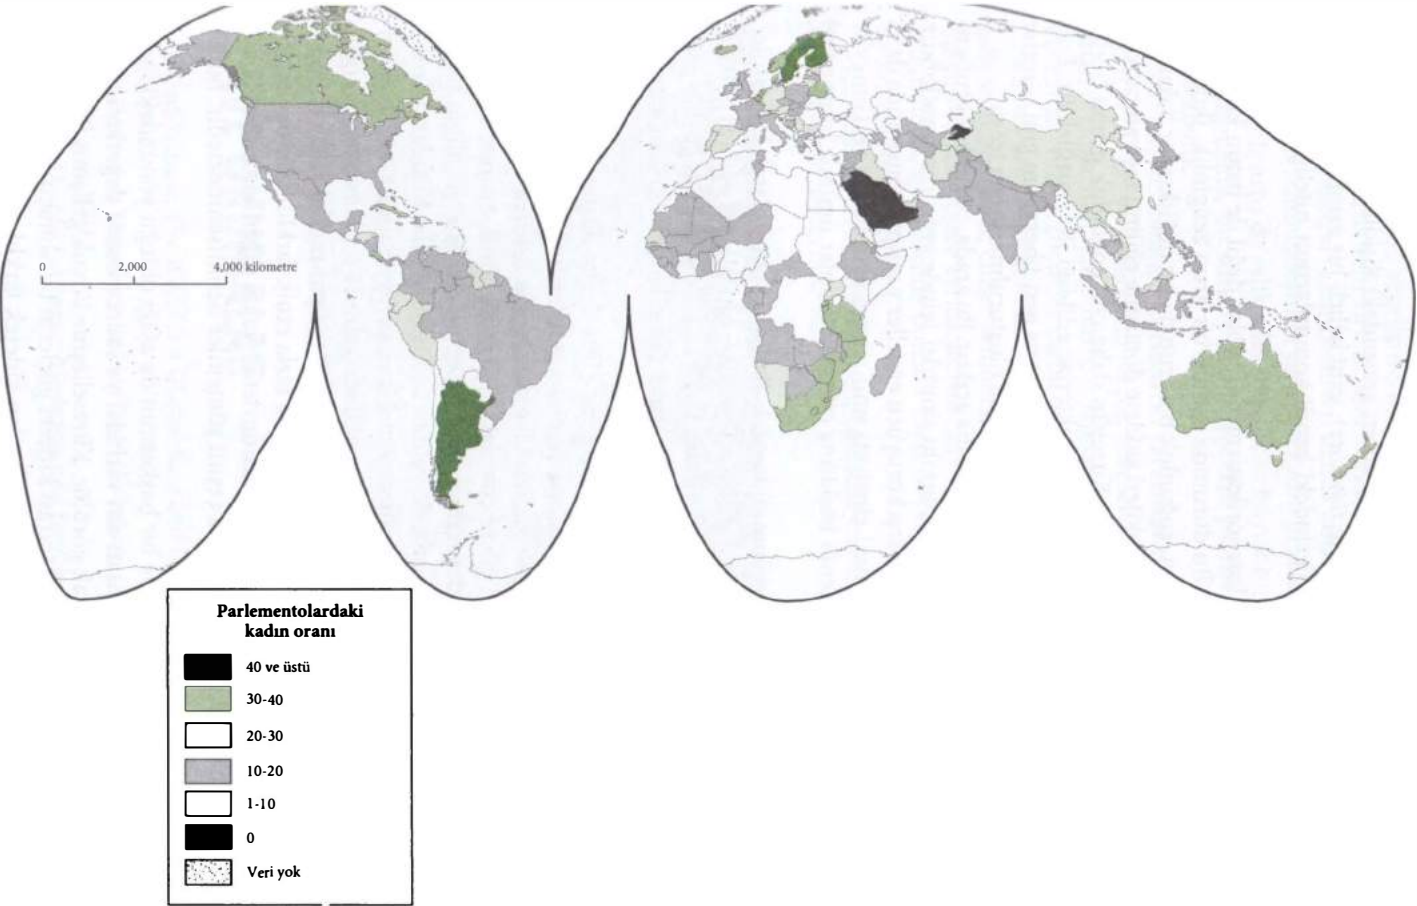 0 2,000 4,000 kilometre
Parlementolardaki
kadın oranı
40 ve üstü
30-40
20-30
10-20
1-10
0
Veri yok